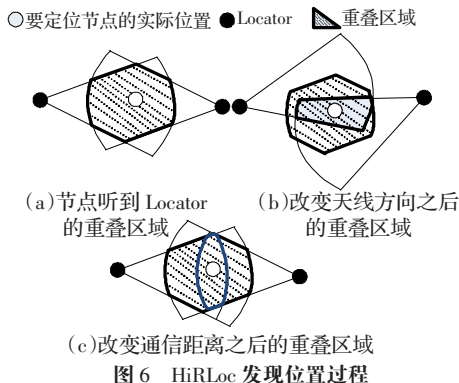 要定位节点的实际位置 Locator 重叠区域
(a)节点听到 Locator 的重叠区域
(b)改变天线方向之后的重叠区域
(c)改变通信距离之后的重叠区域
图 6 HiRLoc 发现位置过程